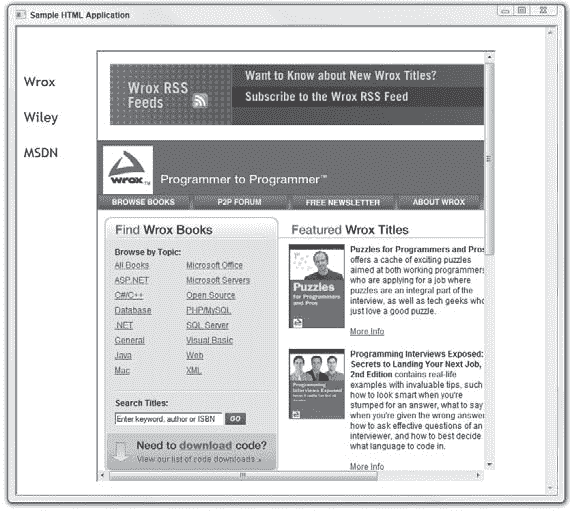 Sample HTML Application
Wrox
Wiley
MSDN
Wrox RSS
Feeds
Want to Know about New Wrox Titles?
Subscribe to the Wrox RSS Feed
wrox™
Programmer to Programmer™
BROWSE BOOKS
P2P FORUM
FREE NEWSLETTER
ABOUT WROX
Find Wrox Books
Browse by Topic:
All Books
Microsoft Office
ASP.NET
Microsoft Servers
C#/C++
Open Source
Database
PHP/MySQL
.NET
SQL Server
General
Visual Basic
Java
Web
Mac
XML
Search Titles:
Enter keyword, author or ISBN
GO
Need to download code?
View our list of code downloads »
Featured Wrox Titles
Puzzles
for Programmers
and Pros
Puzzles for Programmers and Pros
offers a cache of exciting puzzles
aimed at both working programmers
who are applying for a job where
puzzles are an integral part of the
interview, as well as tech geeks who
just love a good puzzle.
More Info
Programming
Interviews Exposed
Programming Interviews Exposed:
Secrets to Landing Your Next Job,
2nd Edition contains real-life
examples with invaluable tips, such
how to look smart when you're
stumped for an answer, what to say
when you're given the wrong answer
how to ask effective questions of an
interviewer, and how to best decide
what language to code in.
More Info